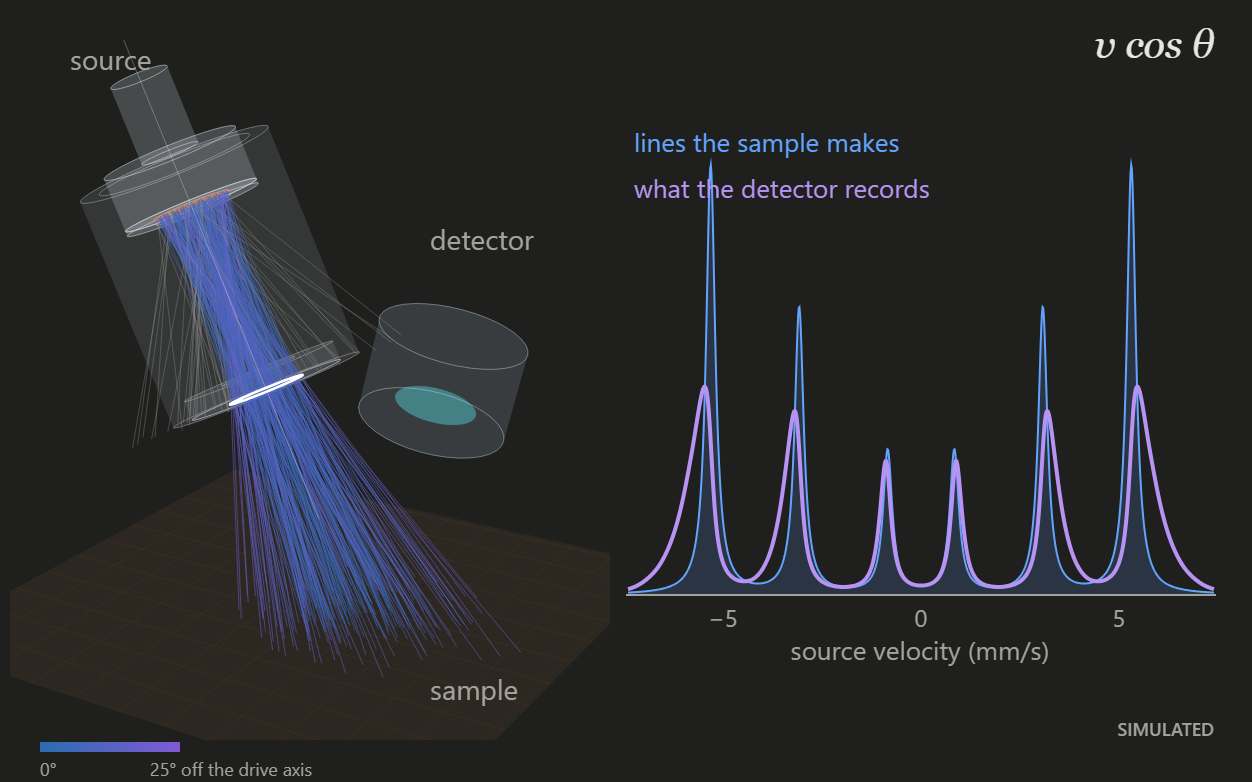 source
v cos θ
lines the sample makes
what the detector records
detector
−5 0 5
source velocity (mm/s)
sample
SIMULATED
0° 25° off the drive axis